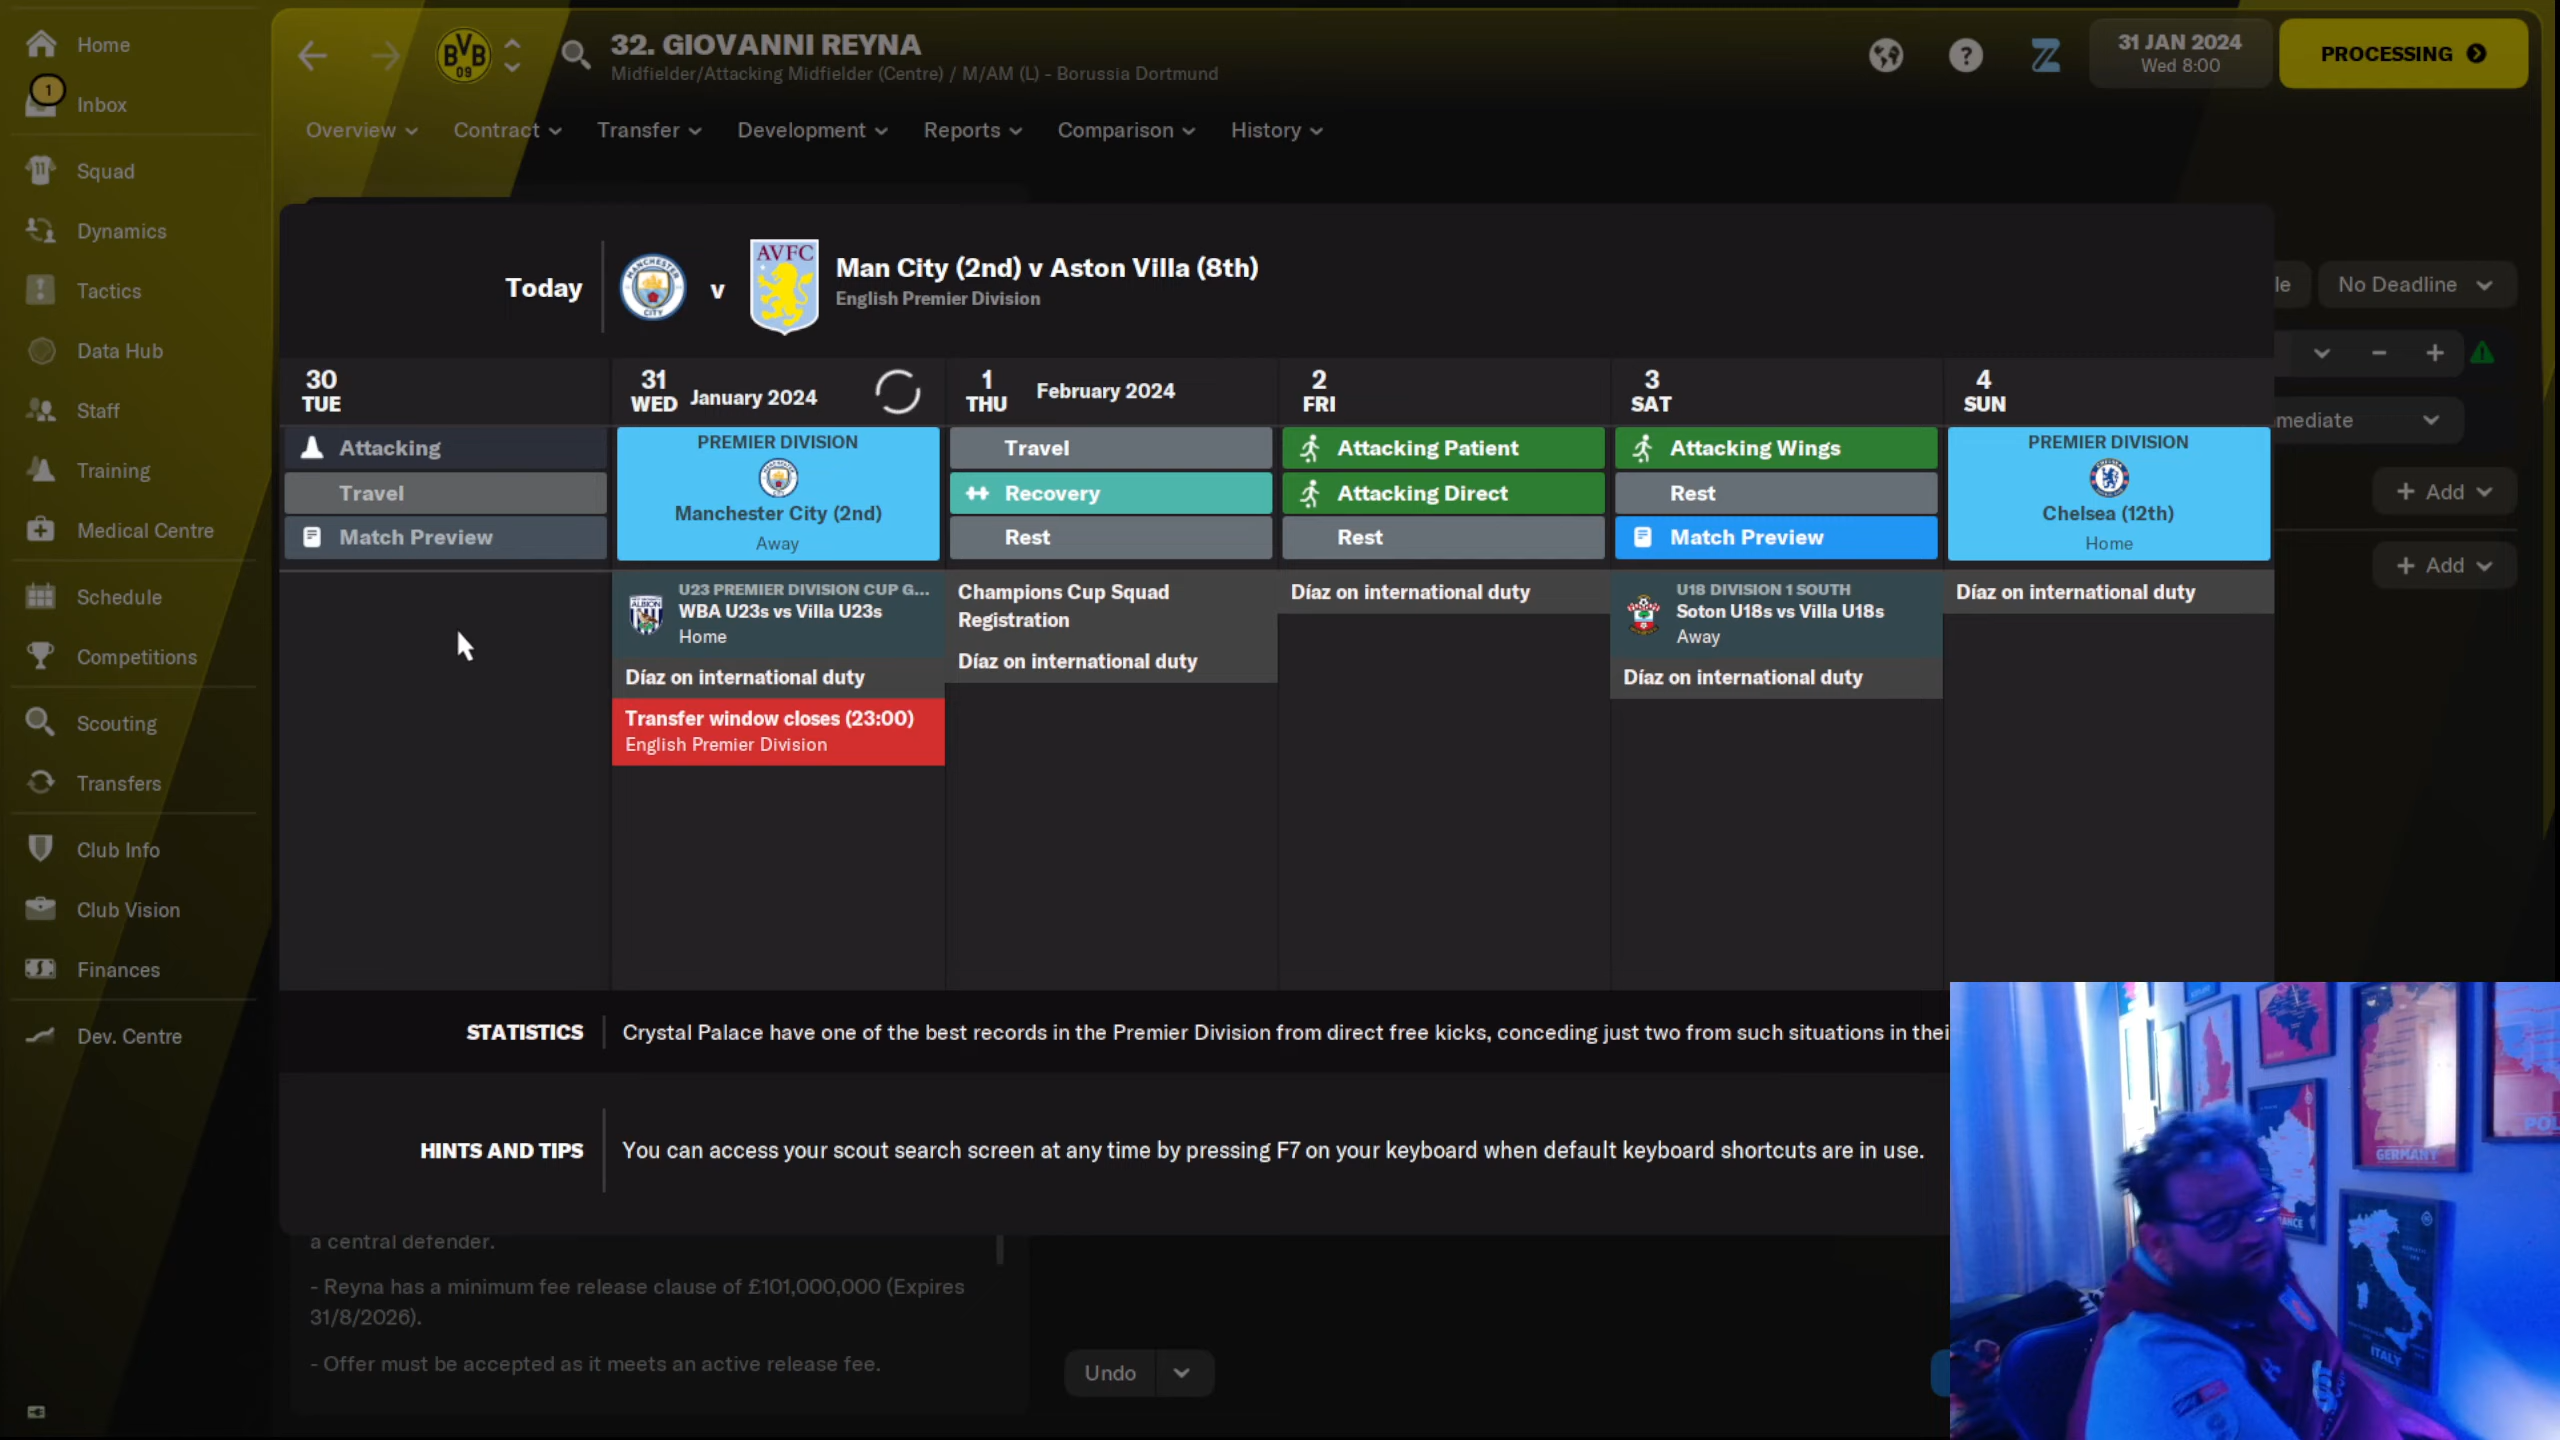 Home
1
Inbox
Squad
Dynamics
Tactics
Data Hub
Staff
Training
Medical Centre
Schedule
Competitions
Scouting
Transfers
Club Info
Club Vision
Finances
Dev. Centre
BVB 09
32. GIOVANNI REYNA
Midfielder/Attacking Midfielder (Centre) / M/AM (L) - Borussia Dortmund
31 JAN 2024
Wed 8:00
PROCESSING
Overview
Contract
Transfer
Development
Reports
Comparison
History
Today
MANCHESTER CITY
v
AVFC
Man City (2nd) v Aston Villa (8th)
English Premier Division
le
No Deadline
mediate
+ Add
+ Add
30 TUE
31 WED January 2024
1 THU February 2024
2 FRI
3 SAT
4 SUN
Attacking
Travel
Match Preview
PREMIER DIVISION
Manchester City (2nd)
Away
Travel
Recovery
Rest
Attacking Patient
Attacking Direct
Rest
Attacking Wings
Rest
Match Preview
PREMIER DIVISION
Chelsea (12th)
Home
U23 PREMIER DIVISION CUP G...
WBA U23s vs Villa U23s
Home
Díaz on international duty
Transfer window closes (23:00)
English Premier Division
Champions Cup Squad
Registration
Díaz on international duty
Díaz on international duty
U18 DIVISION 1 SOUTH
Soton U18s vs Villa U18s
Away
Díaz on international duty
Díaz on international duty
STATISTICS
Crystal Palace have one of the best records in the Premier Division from direct free kicks, conceding just two from such situations in thei
HINTS AND TIPS
You can access your scout search screen at any time by pressing F7 on your keyboard when default keyboard shortcuts are in use.
a central defender.
- Reyna has a minimum fee release clause of £101,000,000 (Expires
31/8/2026).
- Offer must be accepted as it meets an active release fee.
Undo
GERMANY
POL
ANCE
ITALY